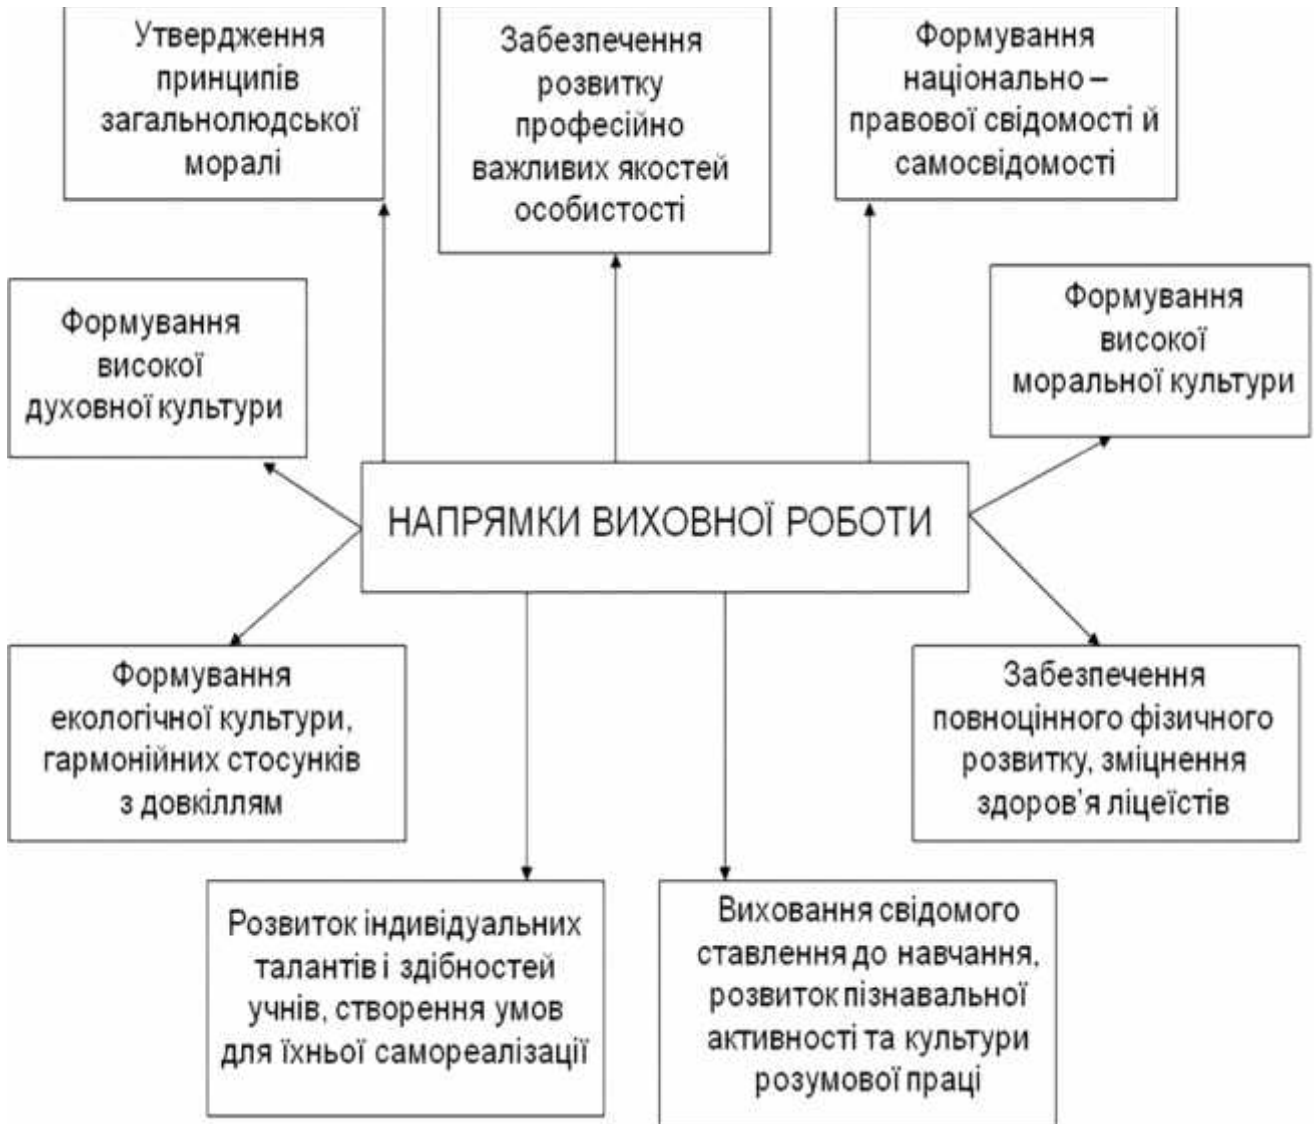 Утвердження
принципів
загальнолюдської
моралі
Забезпечення
розвитку
професійно
важливих якостей
особистості
Формування
національно –
правової свідомості й
самосвідомості
Формування
високої
духовної культури
Формування
високої
моральної культури
НАПРЯМКИ ВИХОВНОЇ РОБОТИ
Формування
екологічної культури,
гармонійних стосунків
з довкіллям
Забезпечення
повноцінного фізичного
розвитку, зміцнення
здоров’я ліцеїстів
Розвиток індивідуальних
талантів і здібностей
учнів, створення умов
для їхньої самореалізації
Виховання свідомого
ставлення до навчання,
розвиток пізнавальної
активності та культури
розумової праці